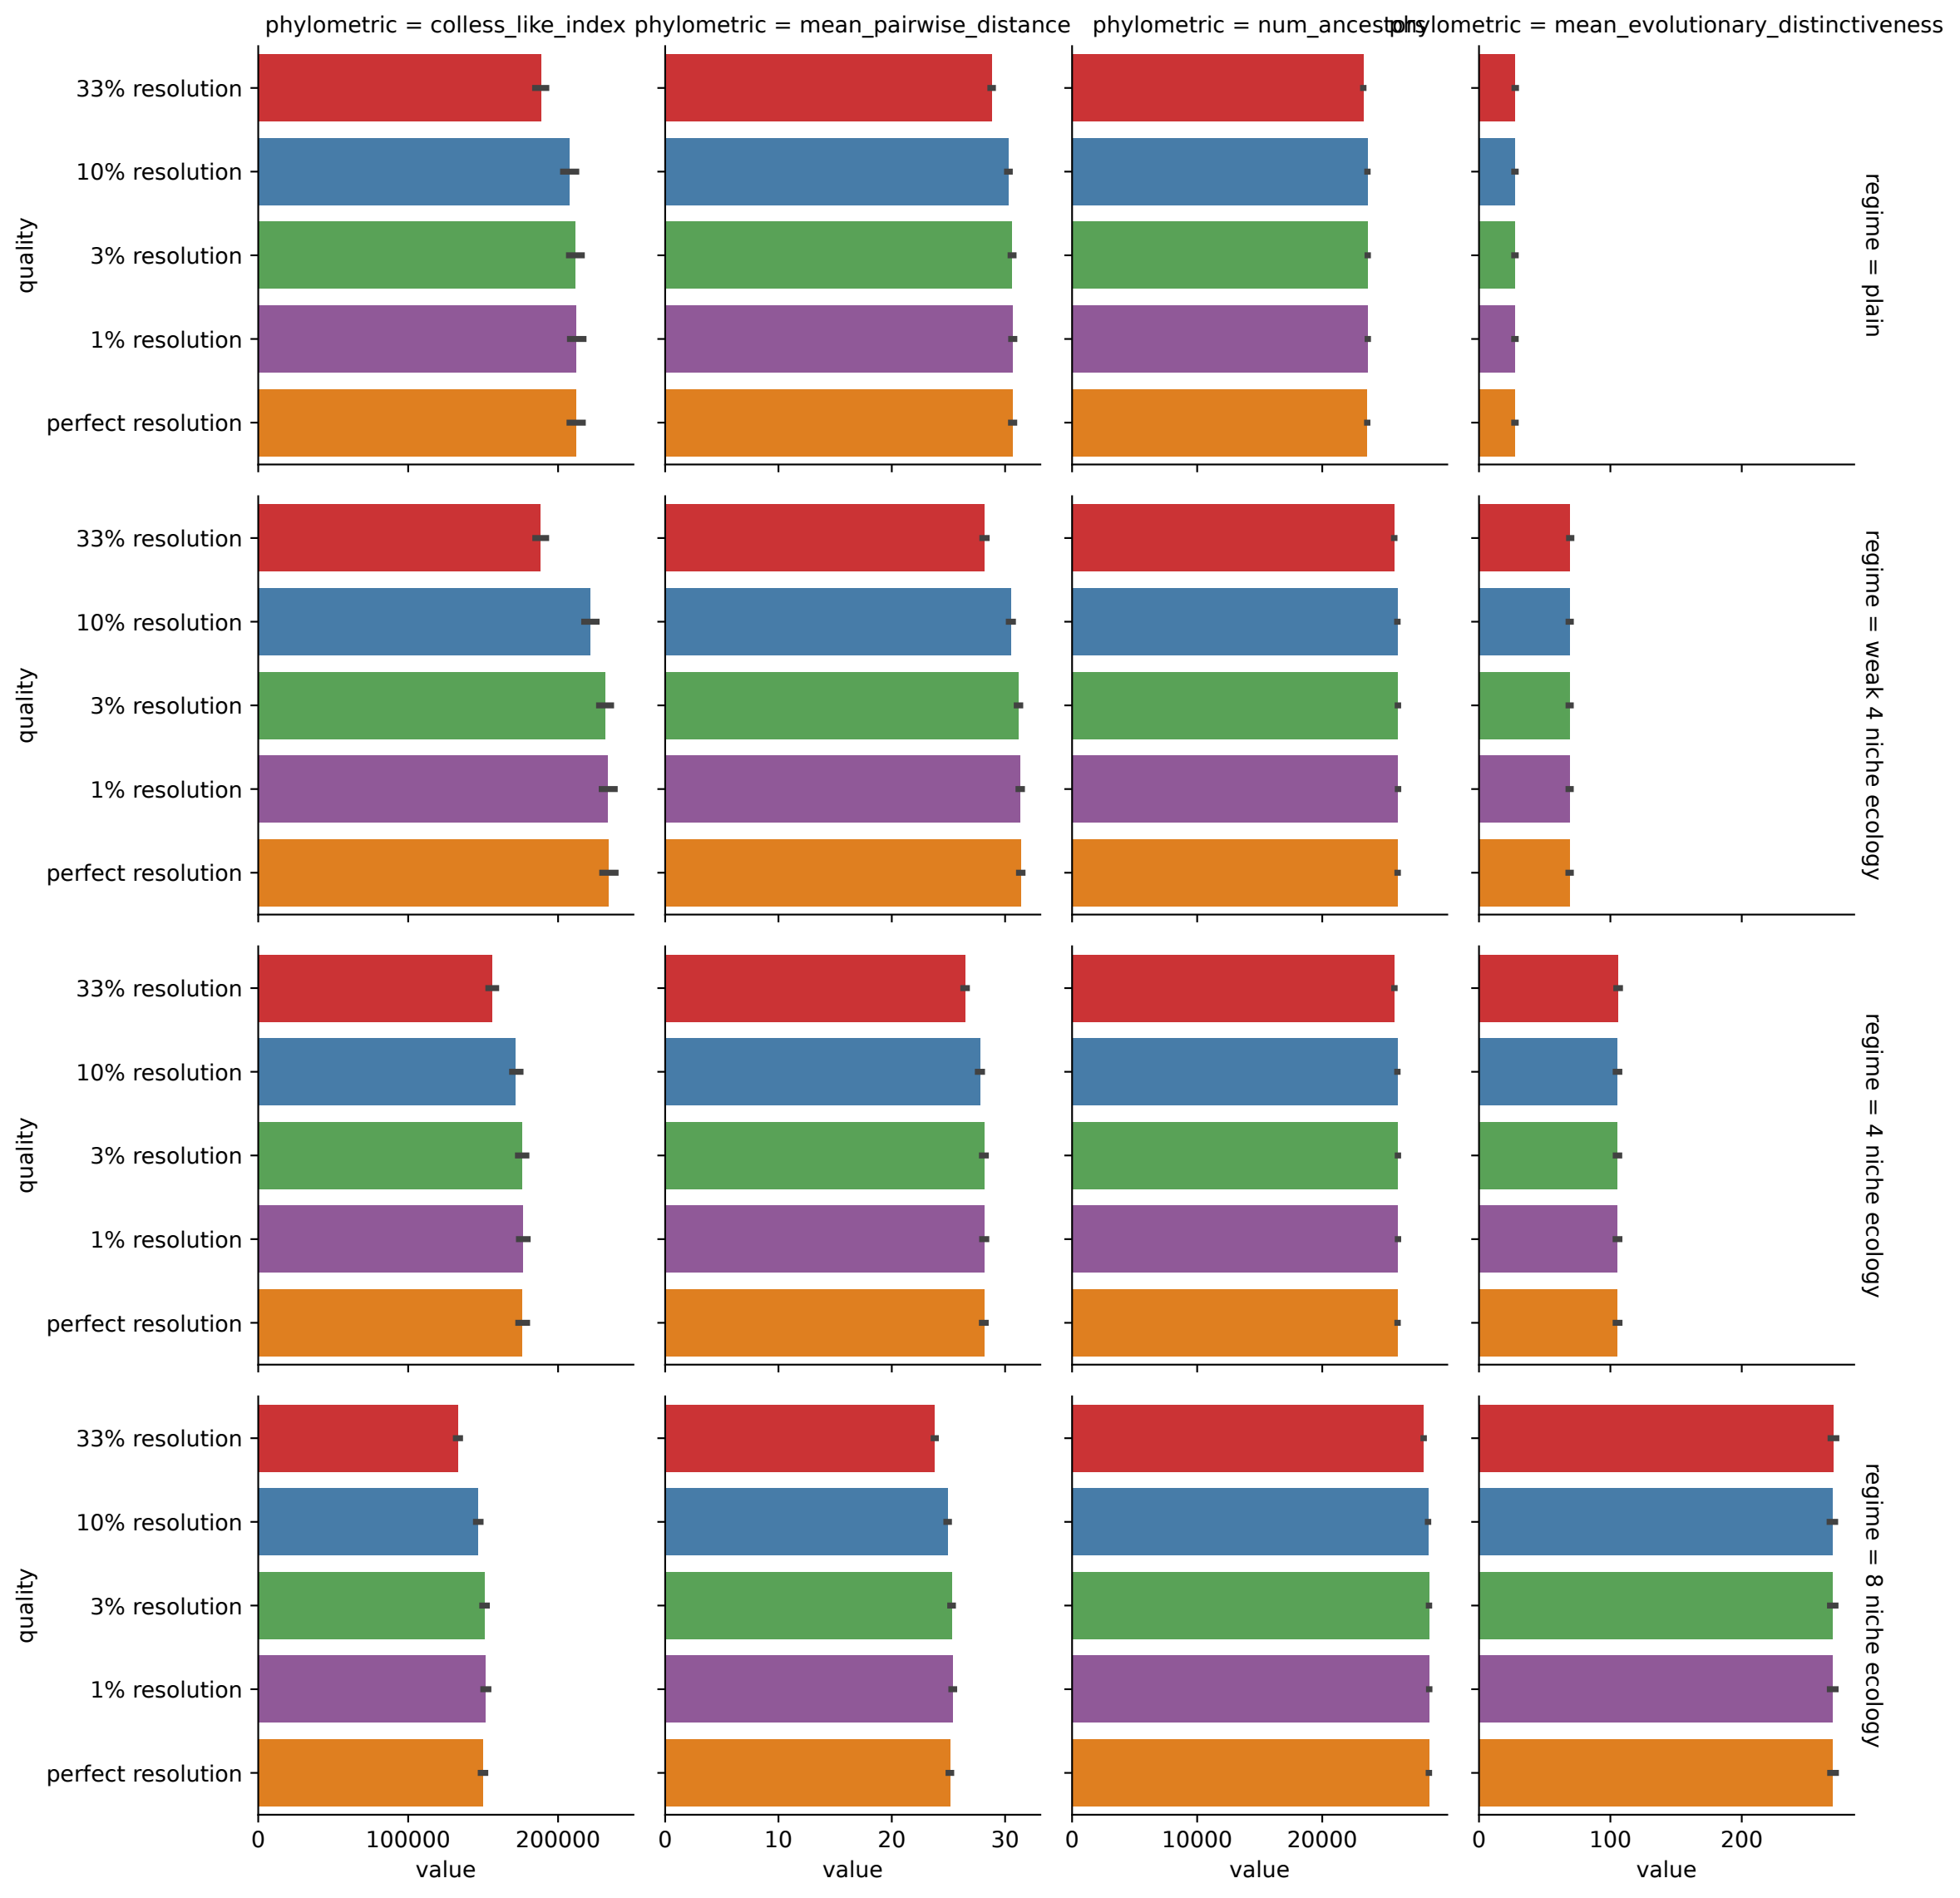 phylometric = colless_like_index
phylometric = mean_pairwise_distance
phylometric = num_ancestors
phylometric = mean_evolutionary_distinctiveness
quality
33% resolution
10% resolution
3% resolution
1% resolution
perfect resolution
regime = plain
quality
33% resolution
10% resolution
3% resolution
1% resolution
perfect resolution
regime = weak 4 niche ecology
quality
33% resolution
10% resolution
3% resolution
1% resolution
perfect resolution
regime = 4 niche ecology
quality
33% resolution
10% resolution
3% resolution
1% resolution
perfect resolution
regime = 8 niche ecology
0 100000 200000
0 10 20 30
0 10000 20000
0 100 200
value
value
value
value